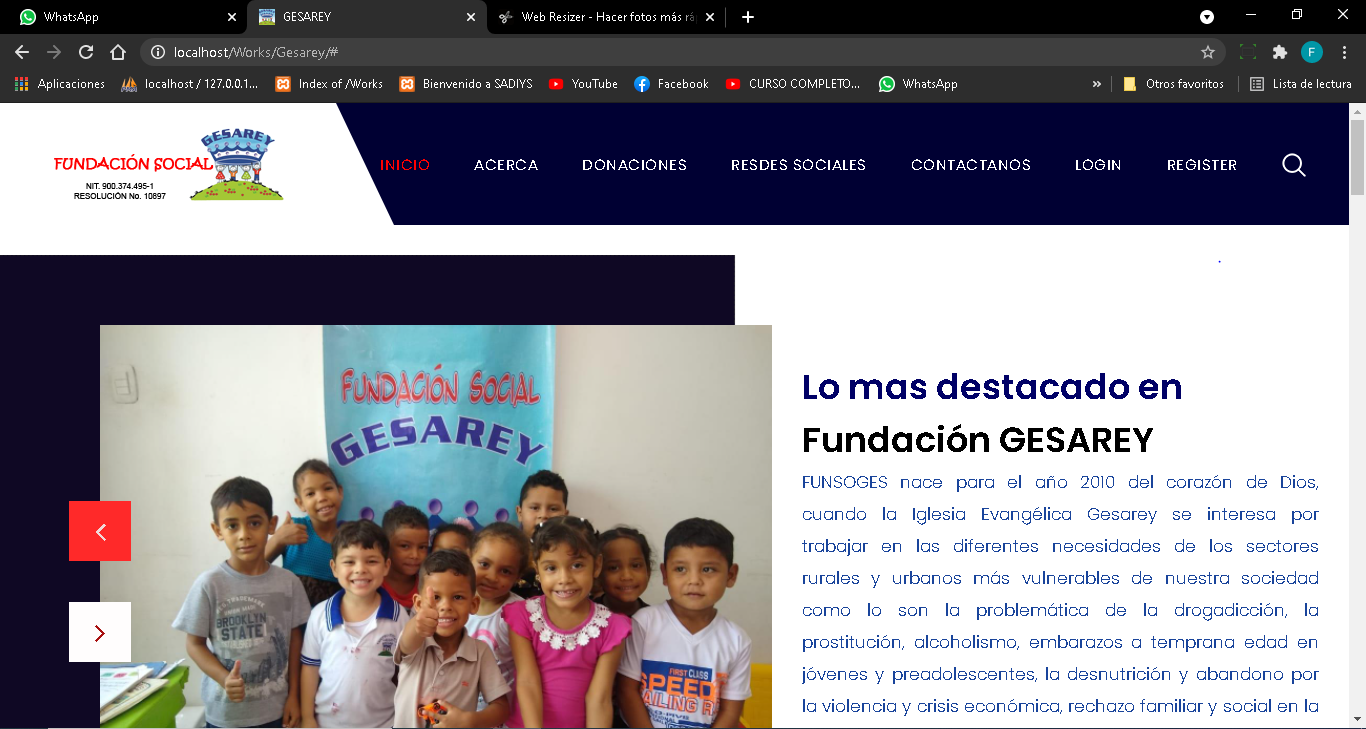 WhatsApp
GESAREY
Web Resizer - Hacer fotos más rá
localhost/Works/Gesarey/#
F
Aplicaciones
localhost / 127.0.0.1...
Index of /Works
Bienvenido a SADIYS
YouTube
Facebook
CURSO COMPLETO...
WhatsApp
»
Otros favoritos
Lista de lectura
GESAREY
FUNDACIÓN SOCIAL
NIT. 900.374.495-1
RESOLUCIÓN No. 10897
INICIO
ACERCA
DONACIONES
RESDES SOCIALES
CONTACTANOS
LOGIN
REGISTER
FUNDACIÓN SOCIAL
GESAREY
TRADEMARK
BROOKLYN
STATE
FIRST CLASS
SPEED
Lo mas destacado en
Fundación GESAREY
FUNSOGES nace para el año 2010 del corazón de Dios,
cuando la Iglesia Evangélica Gesarey se interesa por
trabajar en las diferentes necesidades de los sectores
rurales y urbanos más vulnerables de nuestra sociedad
como lo son la problemática de la drogadicción, la
prostitución, alcoholismo, embarazos a temprana edad en
jóvenes y preadolescentes, la desnutrición y abandono por
la violencia y crisis económica, rechazo familiar y social en la